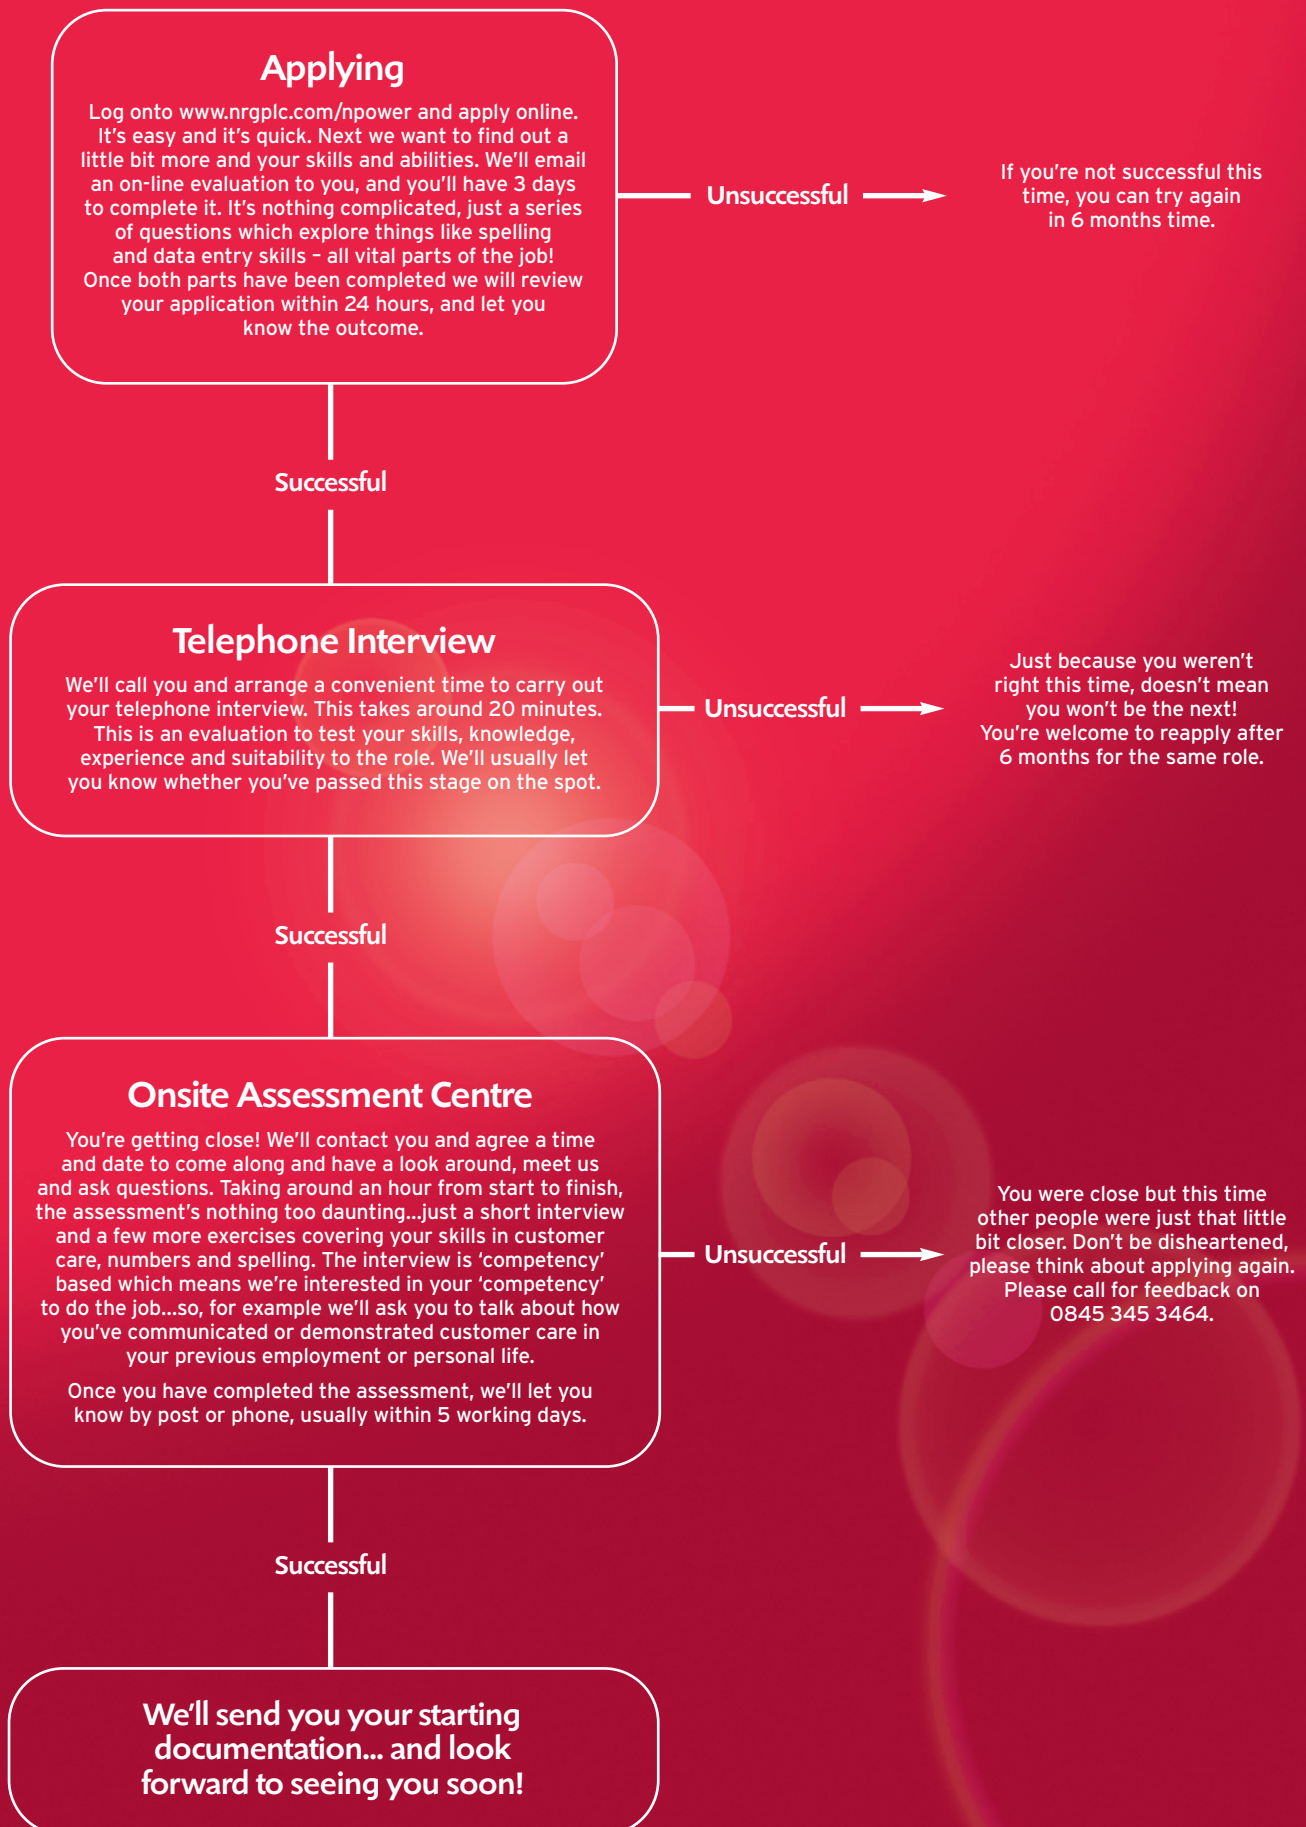 Applying
Log onto www.nrgplc.com/npower and apply online.
It’s easy and it’s quick. Next we want to find out a
little bit more and your skills and abilities. We’ll email
an on-line evaluation to you, and you’ll have 3 days
to complete it. It’s nothing complicated, just a series
of questions which explore things like spelling
and data entry skills – all vital parts of the job!
Once both parts have been completed we will review
your application within 24 hours, and let you
know the outcome.
Unsuccessful
If you’re not successful this
time, you can try again
in 6 months time.
Successful
Telephone Interview
We’ll call you and arrange a convenient time to carry out
your telephone interview. This takes around 20 minutes.
This is an evaluation to test your skills, knowledge,
experience and suitability to the role. We’ll usually let
you know whether you’ve passed this stage on the spot.
Unsuccessful
Just because you weren’t
right this time, doesn’t mean
you won’t be the next!
You’re welcome to reapply after
6 months for the same role.
Successful
Onsite Assessment Centre
You’re getting close! We’ll contact you and agree a time
and date to come along and have a look around, meet us
and ask questions. Taking around an hour from start to finish,
the assessment’s nothing too daunting...just a short interview
and a few more exercises covering your skills in customer
care, numbers and spelling. The interview is ‘competency’
based which means we’re interested in your ‘competency’
to do the job...so, for example we’ll ask you to talk about how
you’ve communicated or demonstrated customer care in
your previous employment or personal life.
Once you have completed the assessment, we’ll let you
know by post or phone, usually within 5 working days.
Unsuccessful
You were close but this time
other people were just that little
bit closer. Don’t be disheartened,
please think about applying again.
Please call for feedback on
0845 345 3464.
Successful
We’ll send you your starting
documentation... and look
forward to seeing you soon!